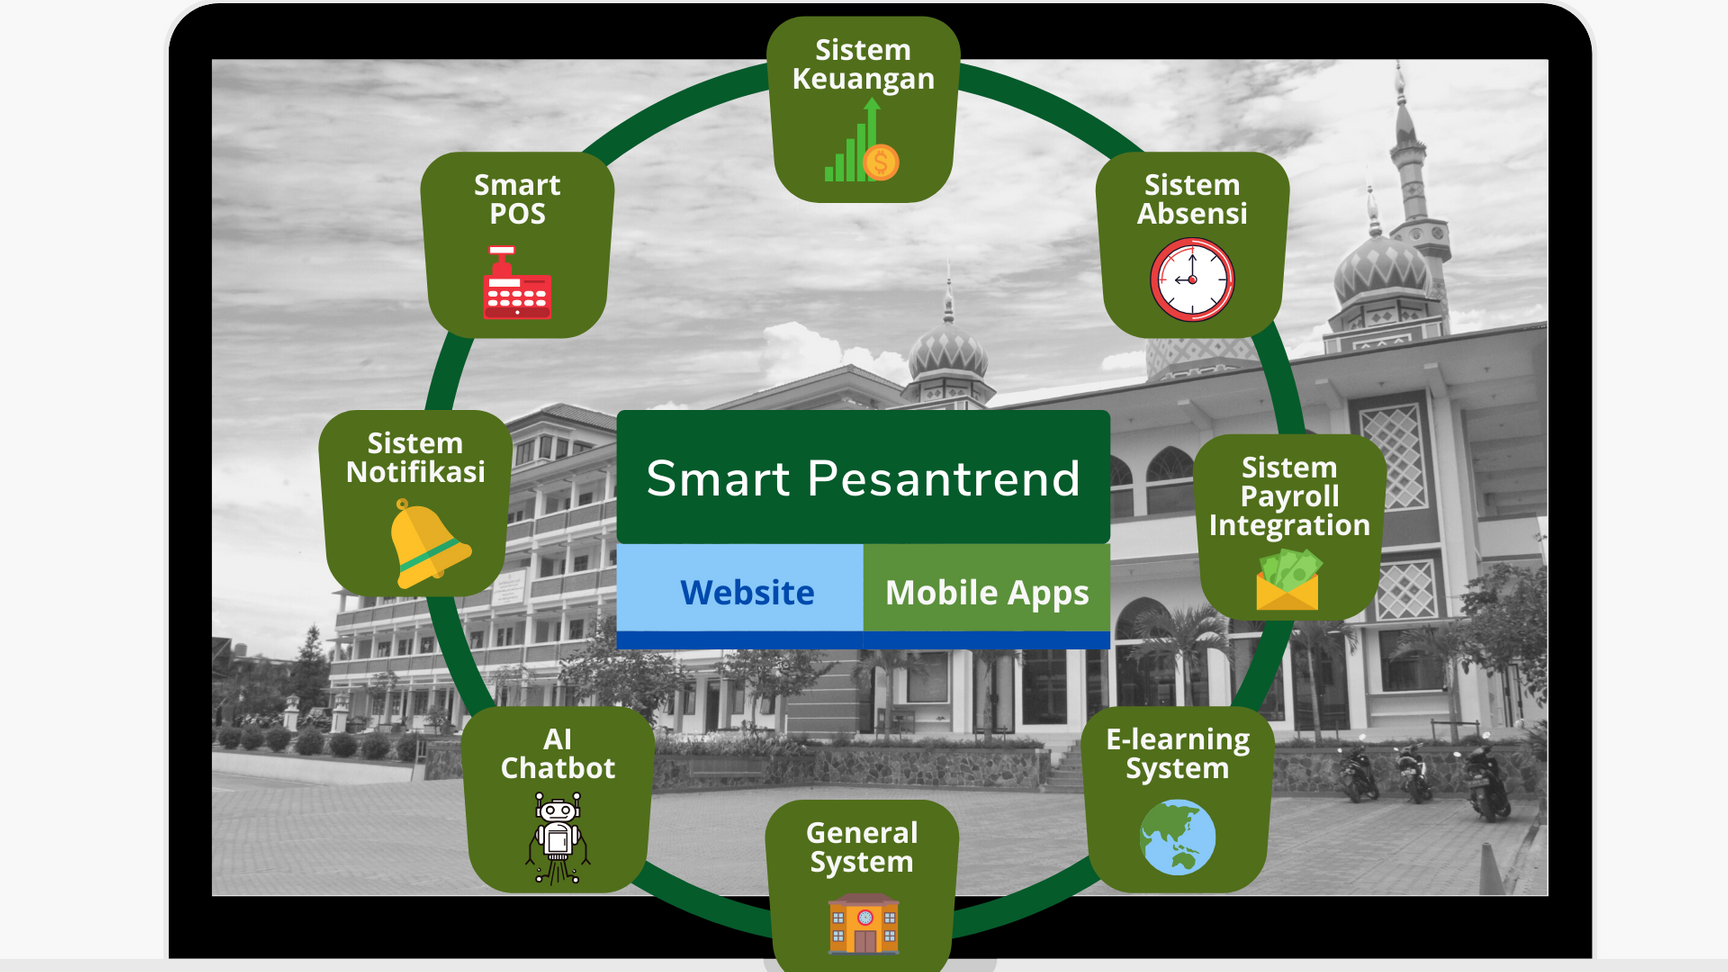 Sistem
Keuangan
Smart
POS
Sistem
Absensi
Sistem
Notifikasi
Smart Pesantrend
Website
Mobile Apps
Sistem
Payroll
Integration
AI
Chatbot
General
System
E-learning
System